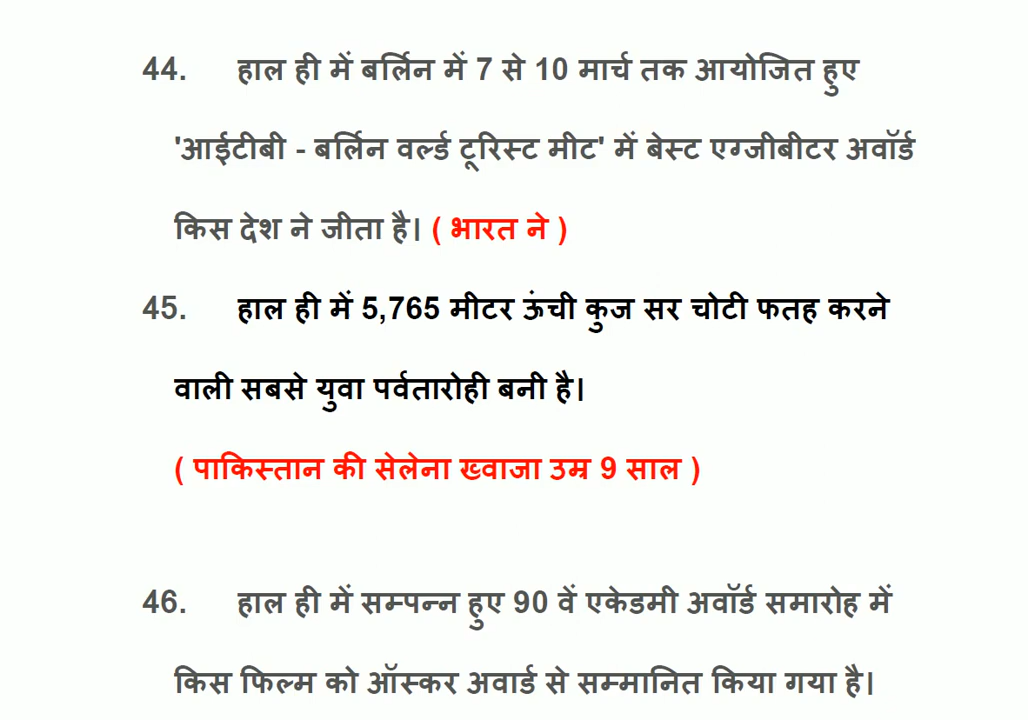 44. हाल ही में बर्लिन में 7 से 10 मार्च तक आयोजित हुए
'आईटीबी - बर्लिन वर्ल्ड टूरिस्ट मीट' में बेस्ट एग्जीबीटर अवॉर्ड
किस देश ने जीता है। ( भारत ने )
45. हाल ही में 5,765 मीटर ऊंची कुज सर चोटी फतह करने
वाली सबसे युवा पर्वतारोही बनी है।
( पाकिस्तान की सेलेना ख्वाजा उम्र 9 साल )
46. हाल ही में सम्पन्न हुए 90 वें एकेडमी अवॉर्ड समारोह में
किस फिल्म को ऑस्कर अवार्ड से सम्मानित किया गया है।